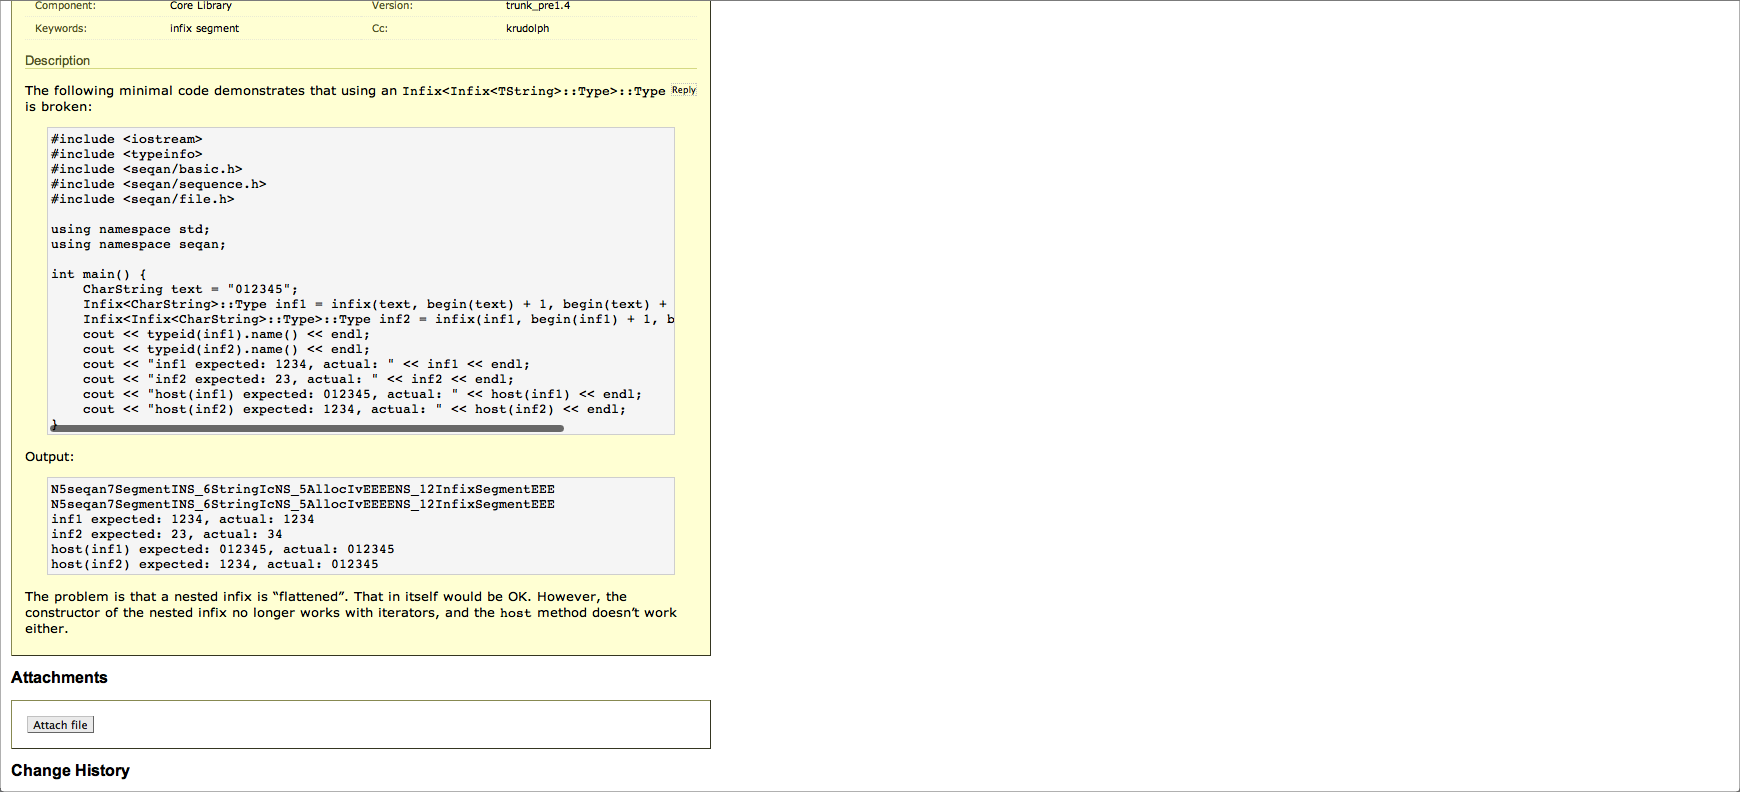 Component: Core Library Version: trunk_pre1.4
Keywords: infix segment Cc: krudolph
Description
The following minimal code demonstrates that using an Infix<Infix<TString>::Type>::Type Reply
is broken:
#include <iostream>
#include <typeinfo>
#include <seqan/basic.h>
#include <seqan/sequence.h>
#include <seqan/file.h>
using namespace std;
using namespace seqan;
int main() {
    CharString text = "012345";
    Infix<CharString>::Type inf1 = infix(text, begin(text) + 1, begin(text) +
    Infix<Infix<CharString>::Type>::Type inf2 = infix(inf1, begin(inf1) + 1, b
    cout << typeid(inf1).name() << endl;
    cout << typeid(inf2).name() << endl;
    cout << "inf1 expected: 1234, actual: " << inf1 << endl;
    cout << "inf2 expected: 23, actual: " << inf2 << endl;
    cout << "host(inf1) expected: 012345, actual: " << host(inf1) << endl;
    cout << "host(inf2) expected: 1234, actual: " << host(inf2) << endl;
}
Output:
N5seqan7SegmentINS_6StringIcNS_5AllocIvEEEENS_12InfixSegmentEEE
N5seqan7SegmentINS_6StringIcNS_5AllocIvEEEENS_12InfixSegmentEEE
inf1 expected: 1234, actual: 1234
inf2 expected: 23, actual: 34
host(inf1) expected: 012345, actual: 012345
host(inf2) expected: 1234, actual: 012345
The problem is that a nested infix is “flattened”. That in itself would be OK. However, the
constructor of the nested infix no longer works with iterators, and the host method doesn’t work
either.
Attachments
Attach file
Change History